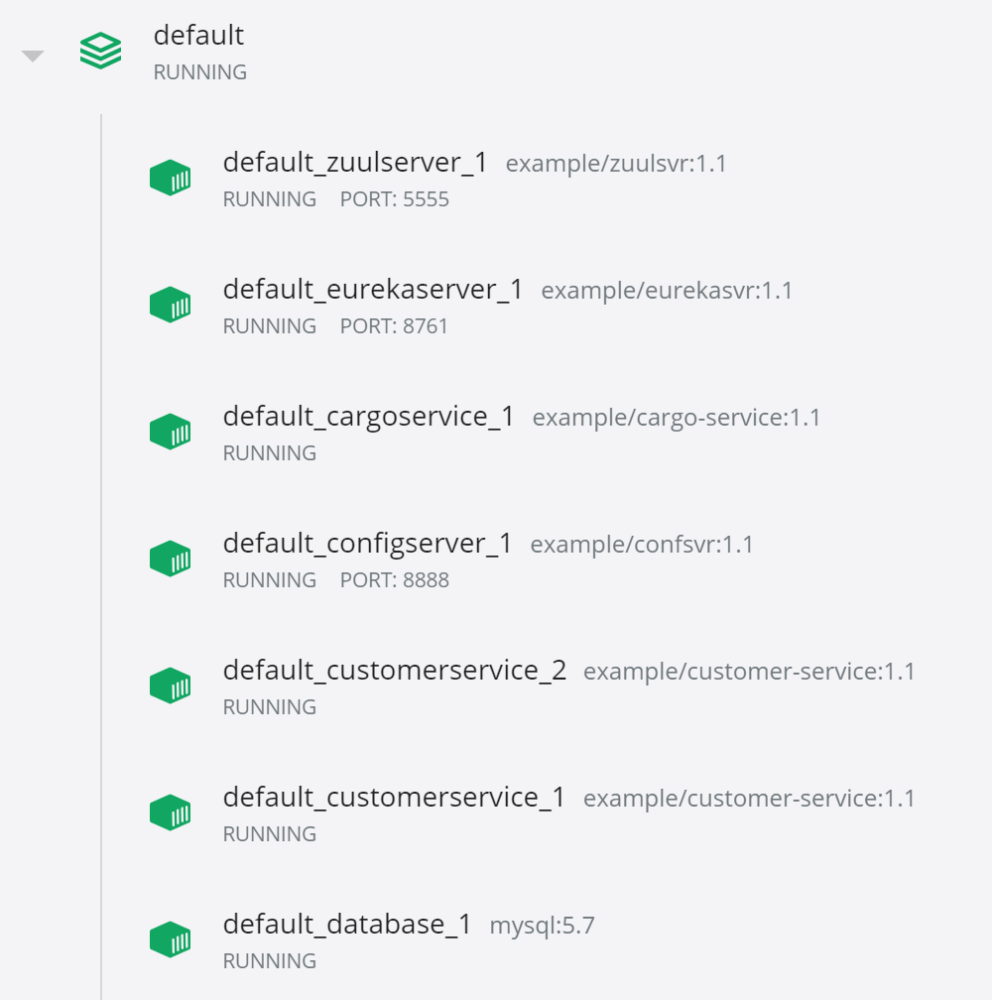 default
RUNNING
default_zuulserver_1 example/zuulsvr:1.1
RUNNING PORT: 5555
default_eurekaserver_1 example/eurekasvr:1.1
RUNNING PORT: 8761
default_cargoservice_1 example/cargo-service:1.1
RUNNING
default_configserver_1 example/confsvr:1.1
RUNNING PORT: 8888
default_customerservice_2 example/customer-service:1.1
RUNNING
default_customerservice_1 example/customer-service:1.1
RUNNING
default_database_1 mysql:5.7
RUNNING